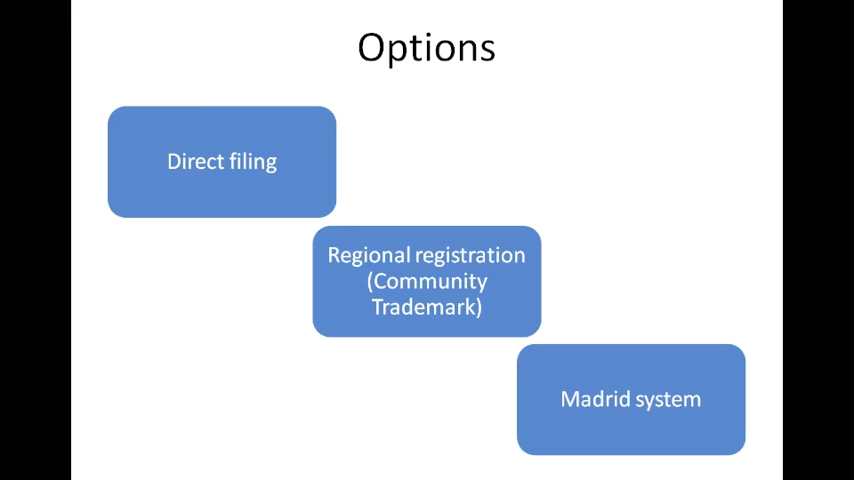 Options
Direct filing
Regional registration
(Community
Trademark)
Madrid system